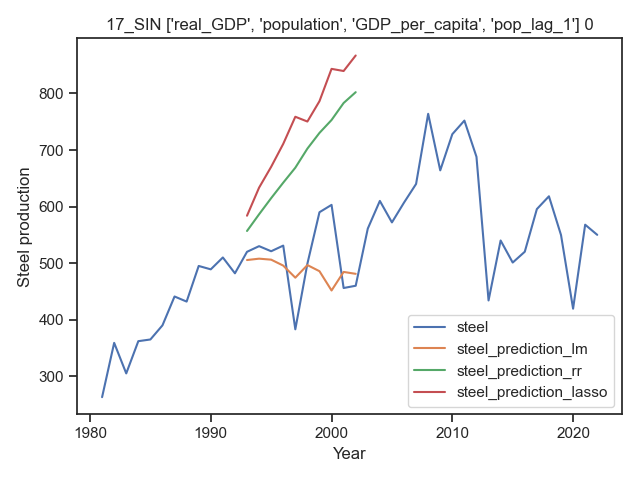 17_SIN ['real_GDP', 'population', 'GDP_per_capita', 'pop_lag_1'] 0
Steel production
800
700
600
500
400
300
1980
1990
2000
2010
2020
Year
steel
steel_prediction_lm
steel_prediction_rr
steel_prediction_lasso